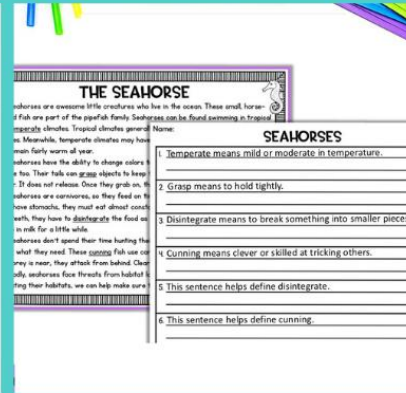 THE SEAHORSE
eahorses are awesome little creatures who live in the ocean. These small, horse-
d fish are part of the pipefish family. Seahorses can be found swimming in tropical
mperate climates. Tropical climates general
es. Meanwhile, temperate climates may have
main fairly warm all year.
eahorses have the ability to change colors t
e too. Their tails can grasp objects to keep
r. It does not release. Once they grab on, th
eahorses are carnivores, so they feed on
have stomachs, they must eat almost const
eeth, they have to disintegrate the food as
in milk for a little while.
eahorses don't spend their time hunting the
what they need. These cunning fish use ca
prey is near, they attack from behind. Clear
adly, seahorses face threats from habitat l
ting their habitats, we can help make sure
Name:
SEAHORSES
1. Temperate means mild or moderate in temperature.
2. Grasp means to hold tightly.
3. Disintegrate means to break something into smaller pieces
4. Cunning means clever or skilled at tricking others.
5. This sentence helps define disintegrate.
6. This sentence helps define cunning.